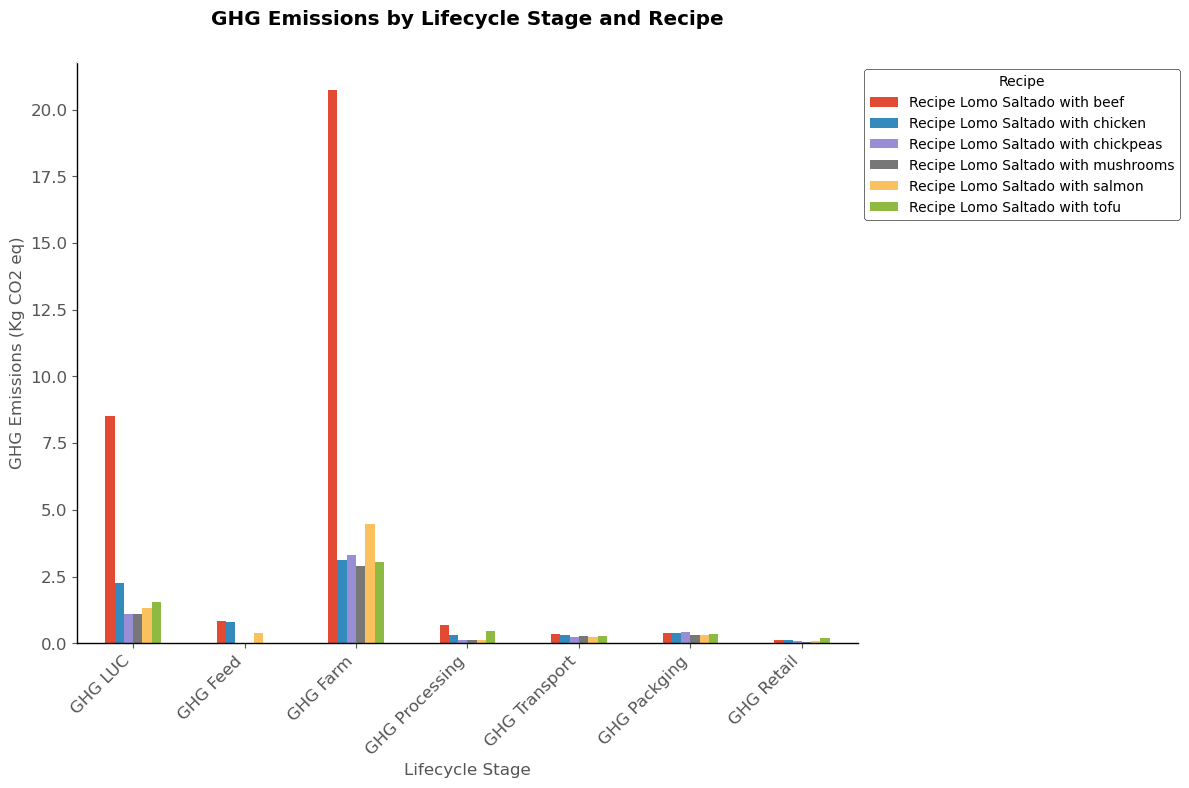 GHG Emissions by Lifecycle Stage and Recipe
Recipe
Recipe Lomo Saltado with beef
Recipe Lomo Saltado with chicken
Recipe Lomo Saltado with chickpeas
Recipe Lomo Saltado with mushrooms
Recipe Lomo Saltado with salmon
Recipe Lomo Saltado with tofu
GHG Emissions (Kg CO2 eq)
20.0
17.5
15.0
12.5
10.0
7.5
5.0
2.5
0.0
GHG LUC
GHG Feed
GHG Farm
GHG Processing
GHG Transport
GHG Packging
GHG Retail
Lifecycle Stage